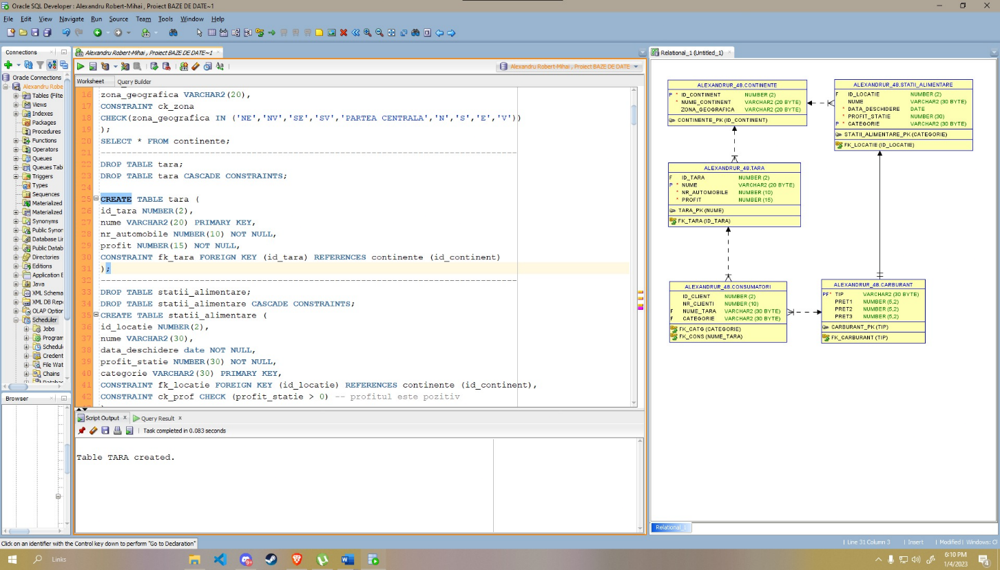 Oracle SQL Developer : Alexandru Robert-Mihai , Proiect BAZE DE DATE~1
File Edit View Navigate Run Source Team Tools Window Help
Connections
Oracle Connections
Alexandru Robe
Tables (Filte
Views
Indexes
Packages
Procedures
Functions
Operators
Queues
Queues Tab
Triggers
Types
Sequences
Materialized
Materialized
Synonyms
Public Synor
Database Lir
Public Datab
Directories
Editions
Application E
Java
XML Schema
XML DB Rep
OLAP Option
Scheduler
Jobs
Program
Schedul
Credent
File Wat
Chains
Browser
Alexandru Robert-Mihai , Proiect BAZE DE DATE~1
Alexandru Robert-Mihai , Proiect BAZE DE DATE
Worksheet Query Builder
16 zona_geografica VARCHAR2(20),
17 CONSTRAINT ck_zona
18 CHECK(zona_geografica IN ('NE','NV','SE','SV','PARTEA CENTRALA','N','S','E','V'))
19 );
20 SELECT * FROM continente;
21 --------------------------------------------------------------------------------
22 DROP TABLE tara;
23 DROP TABLE tara CASCADE CONSTRAINTS;
24
25 CREATE TABLE tara (
26 id_tara NUMBER(2),
27 nume VARCHAR2(20) PRIMARY KEY,
28 nr_automobile NUMBER(10) NOT NULL,
29 profit NUMBER(15) NOT NULL,
30 CONSTRAINT fk_tara FOREIGN KEY (id_tara) REFERENCES continente (id_continent)
31 );
32 --------------------------------------------------------------------------------
33 DROP TABLE statii_alimentare;
34 DROP TABLE statii_alimentare CASCADE CONSTRAINTS;
35 CREATE TABLE statii_alimentare (
36 id_locatie NUMBER(2),
37 nume VARCHAR2(30),
38 data_deschidere date NOT NULL,
39 profit_statie NUMBER(30) NOT NULL,
40 categorie VARCHAR2(30) PRIMARY KEY,
41 CONSTRAINT fk_locatie FOREIGN KEY (id_locatie) REFERENCES continente (id_continent),
42 CONSTRAINT ck_prof CHECK (profit_statie > 0) -- profitul este pozitiv
Script Output x Query Result x
Task completed in 0.083 seconds
Table TARA created.
Relational_1 (Untitled_1)
ALEXANDRUR_48.CONTINENTE
P * ID_CONTINENT NUMBER (2)
* NUME_CONTINENT VARCHAR2 (20 BYTE)
ZONA_GEOGRAFICA VARCHAR2 (20 BYTE)
CONTINENTE_PK (ID_CONTINENT)
ALEXANDRUR_48.STATII_ALIMENTARE
F ID_LOCATIE NUMBER (2)
NUME VARCHAR2 (30 BYTE)
* DATA_DESCHIDERE DATE
* PROFIT_STATIE NUMBER (30)
P * CATEGORIE VARCHAR2 (30 BYTE)
STATII_ALIMENTARE_PK (CATEGORIE)
FK_LOCATIE (ID_LOCATIE)
ALEXANDRUR_48.TARA
F ID_TARA NUMBER (2)
P * NUME VARCHAR2 (20 BYTE)
* NR_AUTOMOBILE NUMBER (10)
* PROFIT NUMBER (15)
TARA_PK (NUME)
FK_TARA (ID_TARA)
ALEXANDRUR_48.CONSUMATORI
ID_CLIENT NUMBER (2)
NR_CLIENTI NUMBER (10)
F NUME_TARA VARCHAR2 (30 BYTE)
F CATEGORIE VARCHAR2 (30 BYTE)
FK_CATG (CATEGORIE)
FK_CONS (NUME_TARA)
ALEXANDRUR_48.CARBURANT
PF* TIP VARCHAR2 (30 BYTE)
PRET1 NUMBER (5,2)
PRET2 NUMBER (5,2)
PRET3 NUMBER (5,2)
CARBURANT_PK (TIP)
FK_CARBURANT (TIP)
Relational_1
Click on an identifier with the Control key down to perform "Go to Declaration"
Line 31 Column 3 | Insert | Modified | Windows: C
Links
6:10 PM
1/4/2023
4